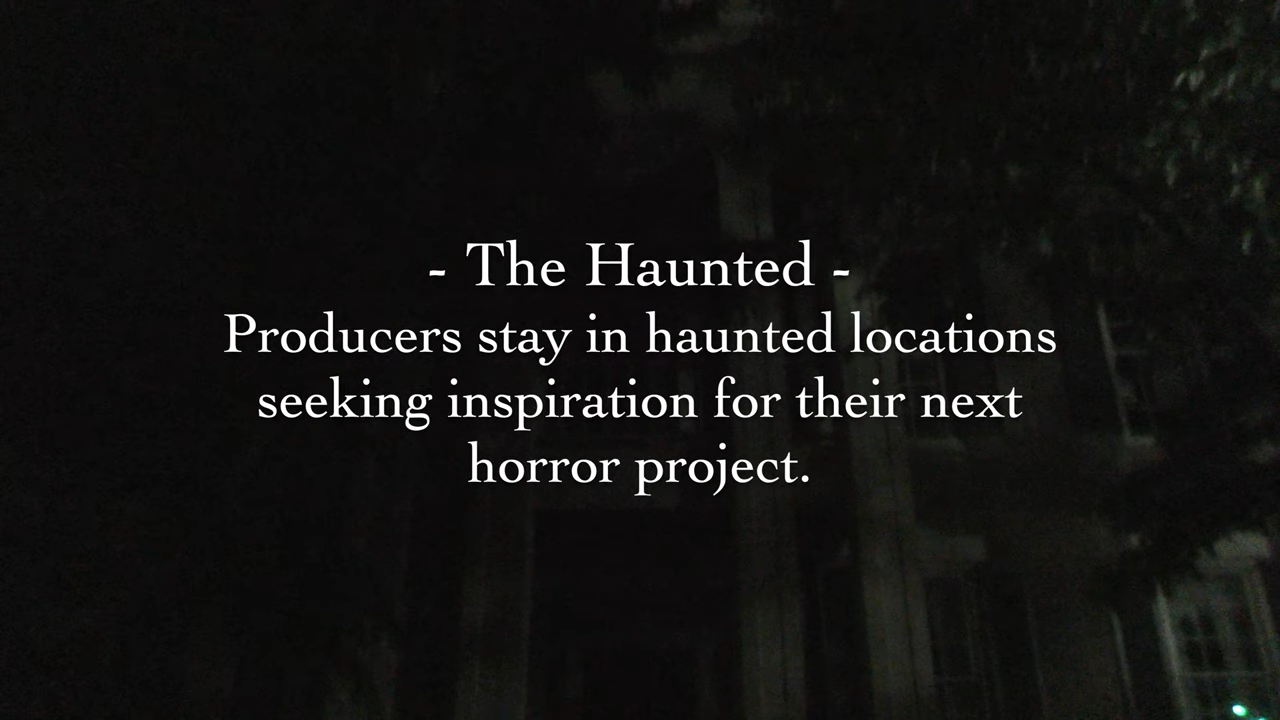 - The Haunted -
Producers stay in haunted locations
seeking inspiration for their next
horror project.